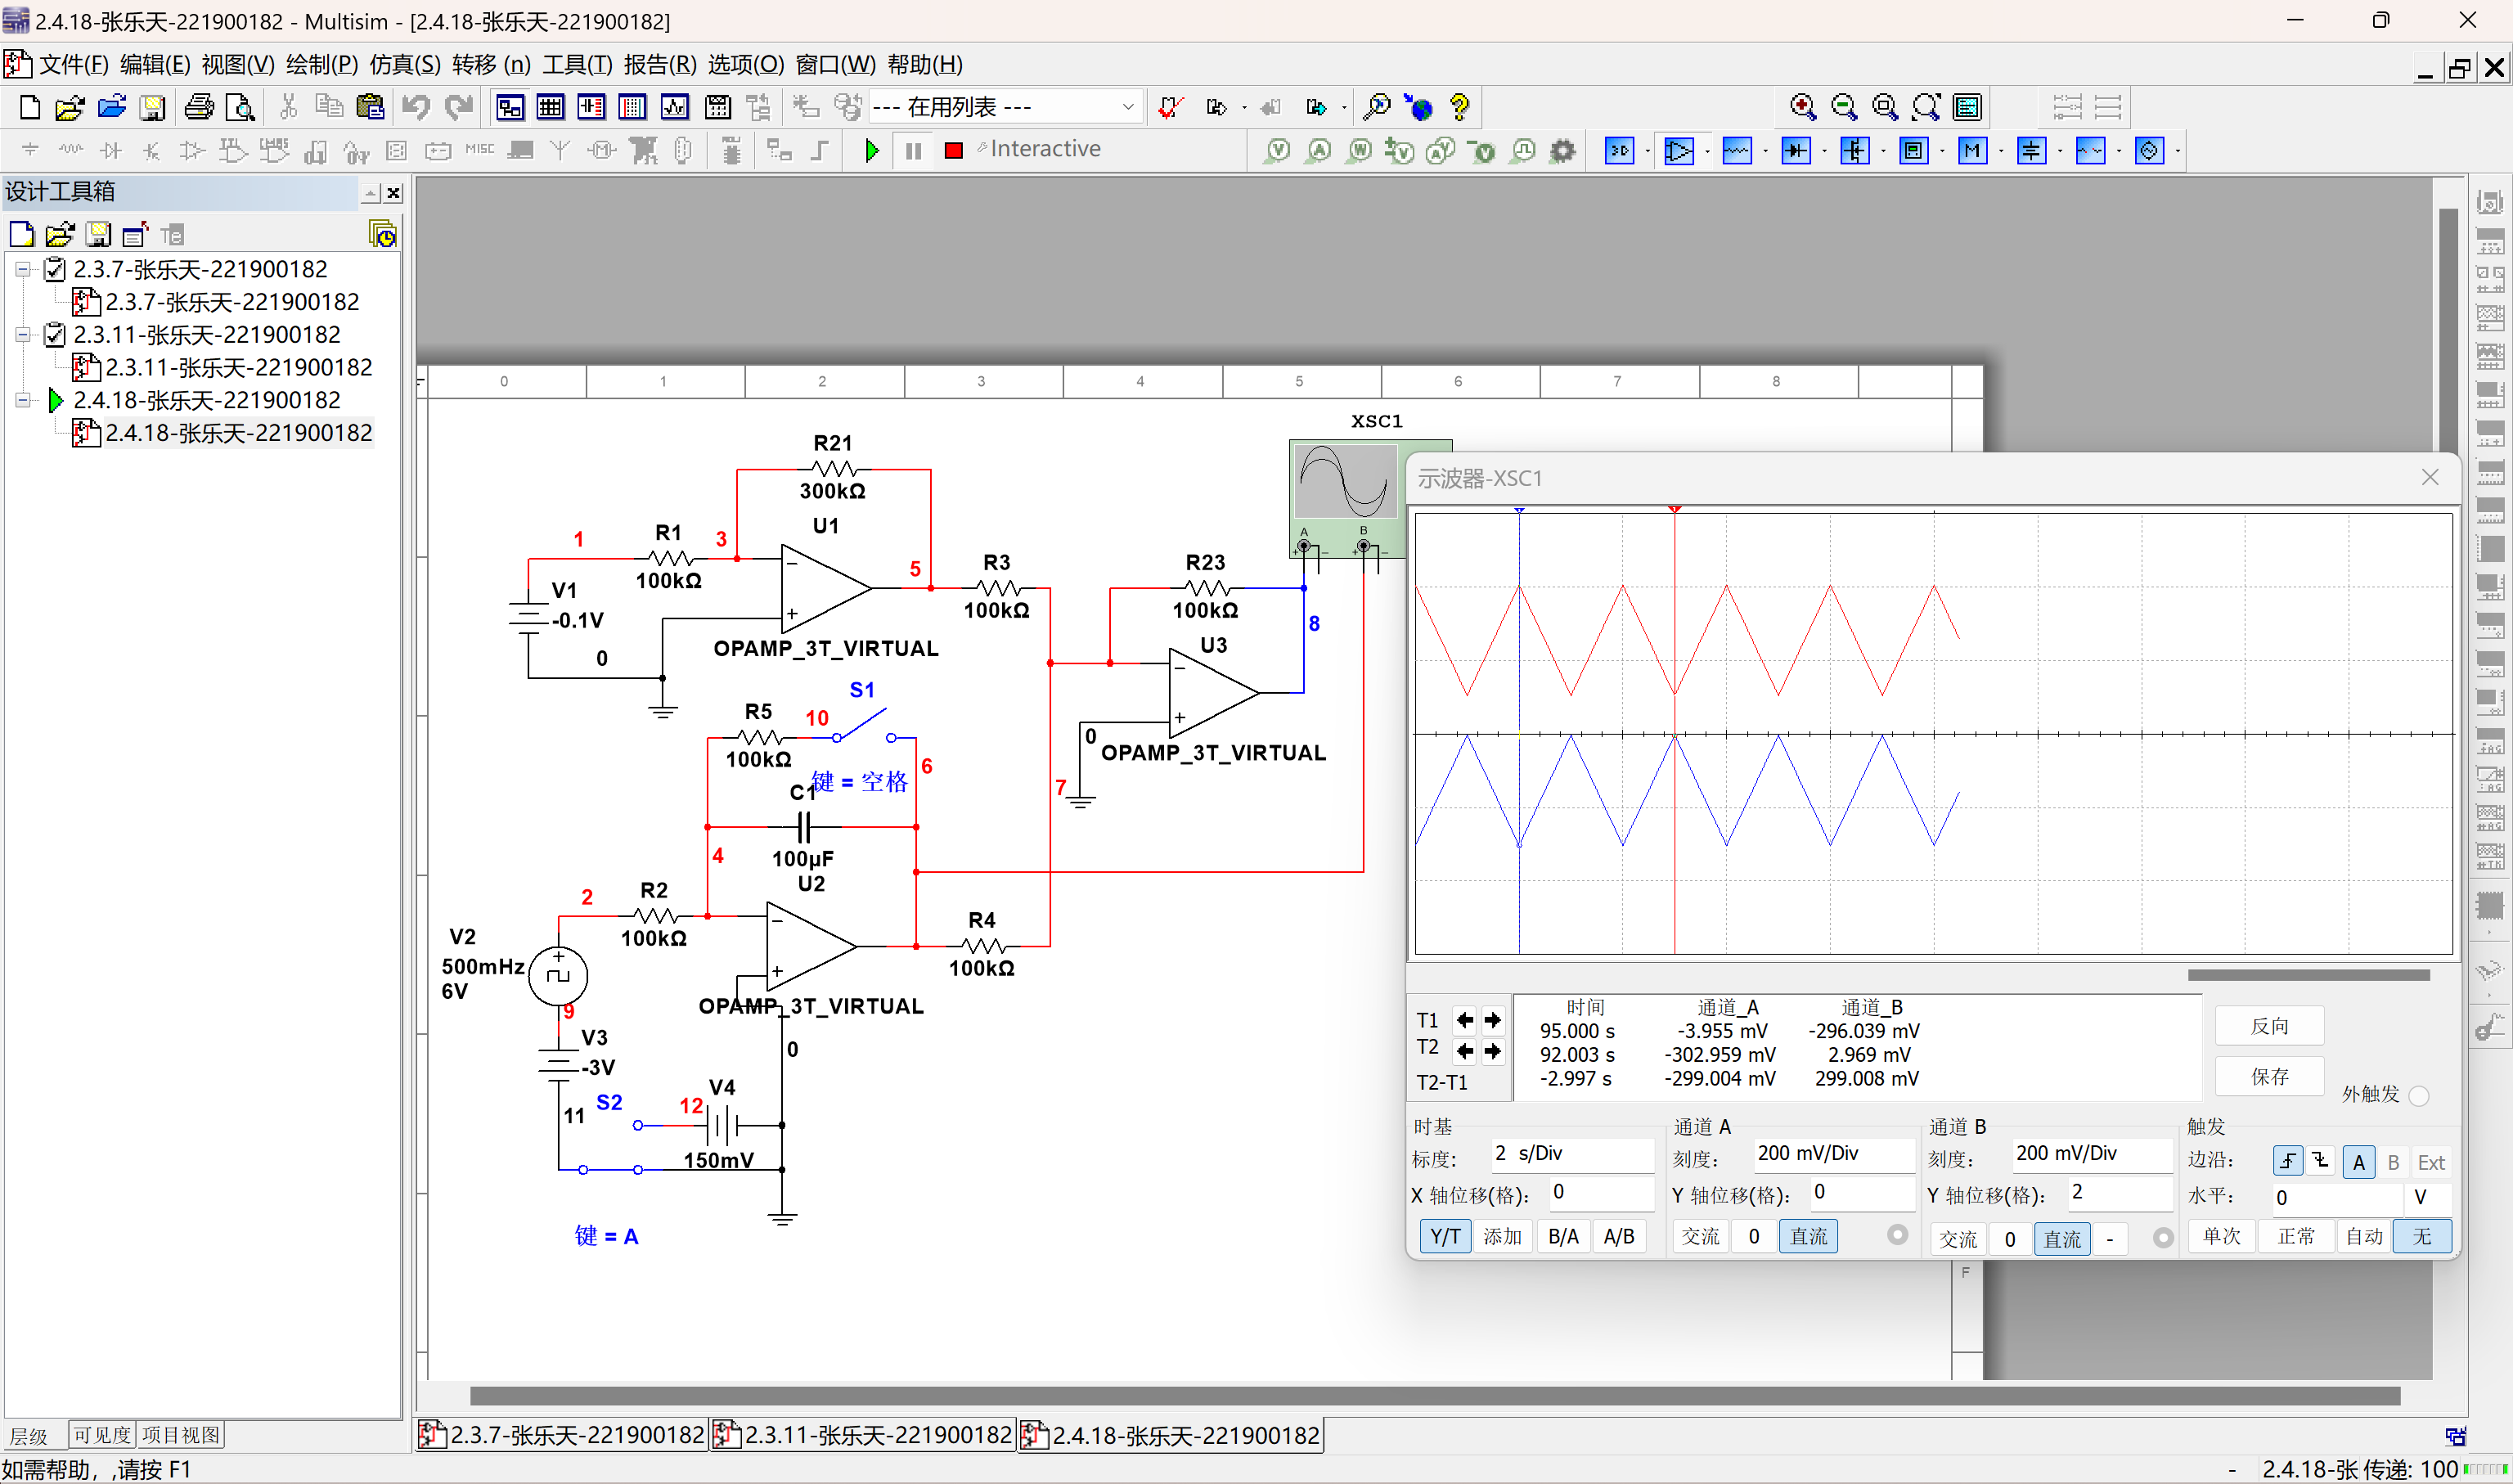 2.4.18-张乐天-221900182 - Multisim - [2.4.18-张乐天-221900182]
文件(F) 编辑(E) 视图(V) 绘制(P) 仿真(S) 转移 (n) 工具(T) 报告(R) 选项(O) 窗口(W) 帮助(H)
--- 在用列表 ---
MISC
Interactive
设计工具箱
2.3.7-张乐天-221900182
2.3.7-张乐天-221900182
2.3.11-张乐天-221900182
2.3.11-张乐天-221900182
2.4.18-张乐天-221900182
2.4.18-张乐天-221900182
0 1 2 3 4 5 6 7 8
XSC1
A B
R21
300kΩ
U1
R1
100kΩ
1
3
V1
-0.1V
0
OPAMP_3T_VIRTUAL
5
R3
100kΩ
R23
100kΩ
8
U3
OPAMP_3T_VIRTUAL
0
7
S1
R5
10
100kΩ
键 = 空格
6
C1
100µF
4
U2
2
R2
100kΩ
V2
500mHz
6V
9
OPAMP_3T_VIRTUAL
R4
100kΩ
V3
-3V
0
11
S2
12
V4
150mV
键 = A
F
示波器-XSC1
时间 通道_A 通道_B
T1 95.000 s -3.955 mV -296.039 mV
T2 92.003 s -302.959 mV 2.969 mV
T2-T1 -2.997 s -299.004 mV 299.008 mV
反向
保存
外触发
时基
标度: 2 s/Div
X 轴位移(格): 0
Y/T 添加 B/A A/B
通道 A
刻度: 200 mV/Div
Y 轴位移(格): 0
交流 0 直流
通道 B
刻度: 200 mV/Div
Y 轴位移(格): 2
交流 0 直流 -
触发
边沿: A B Ext
水平: 0 V
单次 正常 自动 无
层级 可见度 项目视图
2.3.7-张乐天-221900182 2.3.11-张乐天-221900182 2.4.18-张乐天-221900182
如需帮助，,请按 F1
- 2.4.18-张 传递: 100